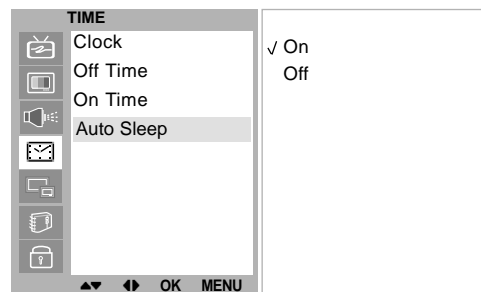 TIME
Clock
Off Time
On Time
Auto Sleep
√ On
Off
▲▼ ◀▶ OK MENU